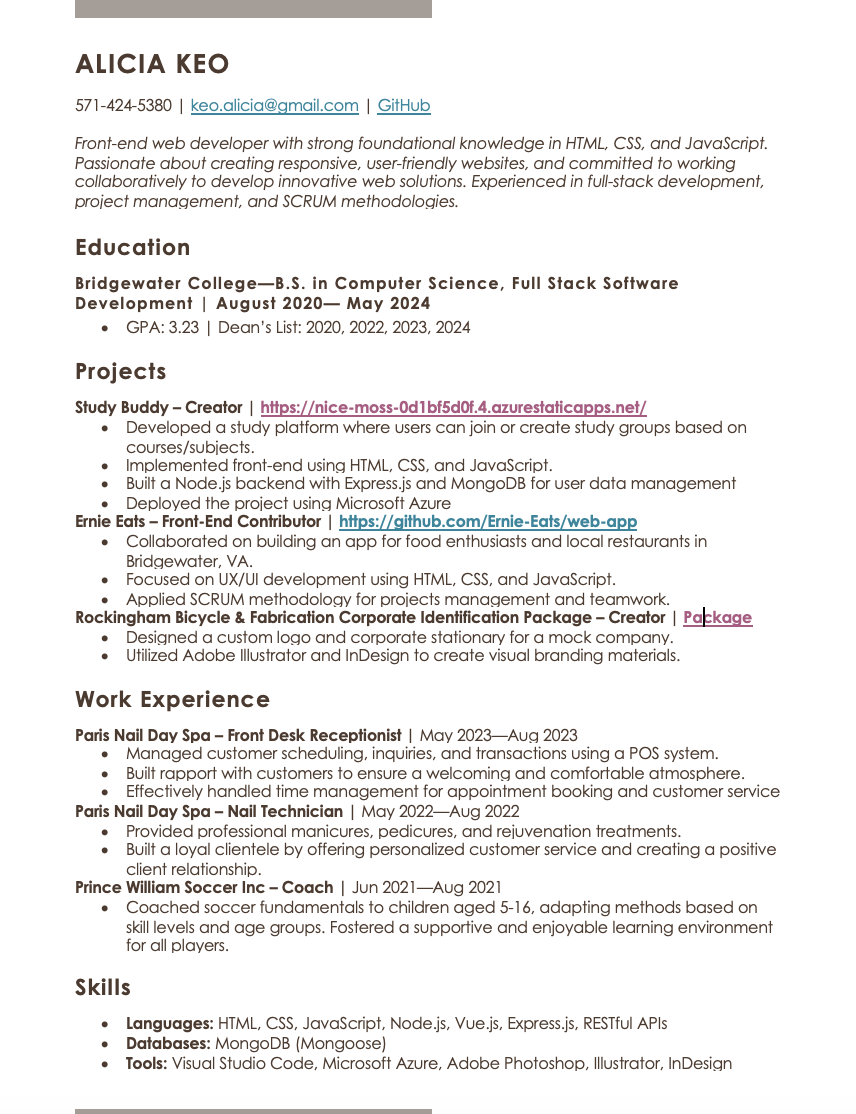 ALICIA KEO
571-424-5380 | keo.alicia@gmail.com | GitHub
Front-end web developer with strong foundational knowledge in HTML, CSS, and JavaScript.
Passionate about creating responsive, user-friendly websites, and committed to working
collaboratively to develop innovative web solutions. Experienced in full-stack development,
project management, and SCRUM methodologies.
Education
Bridgewater College—B.S. in Computer Science, Full Stack Software
Development | August 2020— May 2024
• GPA: 3.23 | Dean’s List: 2020, 2022, 2023, 2024
Projects
Study Buddy – Creator | https://nice-moss-0d1bf5d0f.4.azurestaticapps.net/
• Developed a study platform where users can join or create study groups based on
courses/subjects.
• Implemented front-end using HTML, CSS, and JavaScript.
• Built a Node.js backend with Express.js and MongoDB for user data management
• Deployed the project using Microsoft Azure
Ernie Eats – Front-End Contributor | https://github.com/Ernie-Eats/web-app
• Collaborated on building an app for food enthusiasts and local restaurants in
Bridgewater, VA.
• Focused on UX/UI development using HTML, CSS, and JavaScript.
• Applied SCRUM methodology for projects management and teamwork.
Rockingham Bicycle & Fabrication Corporate Identification Package – Creator | Package
• Designed a custom logo and corporate stationary for a mock company.
• Utilized Adobe Illustrator and InDesign to create visual branding materials.
Work Experience
Paris Nail Day Spa – Front Desk Receptionist | May 2023—Aug 2023
• Managed customer scheduling, inquiries, and transactions using a POS system.
• Built rapport with customers to ensure a welcoming and comfortable atmosphere.
• Effectively handled time management for appointment booking and customer service
Paris Nail Day Spa – Nail Technician | May 2022—Aug 2022
• Provided professional manicures, pedicures, and rejuvenation treatments.
• Built a loyal clientele by offering personalized customer service and creating a positive
client relationship.
Prince William Soccer Inc – Coach | Jun 2021—Aug 2021
• Coached soccer fundamentals to children aged 5-16, adapting methods based on
skill levels and age groups. Fostered a supportive and enjoyable learning environment
for all players.
Skills
• Languages: HTML, CSS, JavaScript, Node.js, Vue.js, Express.js, RESTful APIs
• Databases: MongoDB (Mongoose)
• Tools: Visual Studio Code, Microsoft Azure, Adobe Photoshop, Illustrator, InDesign